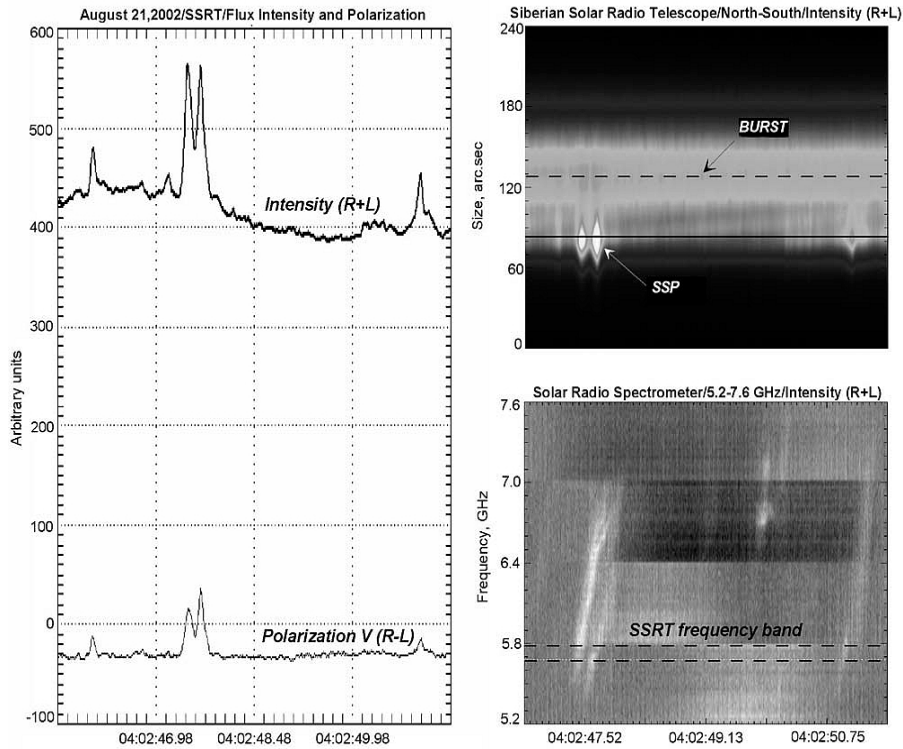 August 21,2002/SSRT/Flux Intensity and Polarization
600
500
400
300
200
100
0
-100
Arbitrary units
Intensity (R+L)
Polarization V (R-L)
04:02:46.98 04:02:48.48 04:02:49.98
Siberian Solar Radio Telescope/North-South/Intensity (R+L)
240
180
120
60
0
Size, arc.sec
BURST
SSP
Solar Radio Spectrometer/5.2-7.6 GHz/Intensity (R+L)
7.6
7.0
6.4
5.8
5.2
Frequency, GHz
SSRT frequency band
04:02:47.52 04:02:49.13 04:02:50.75